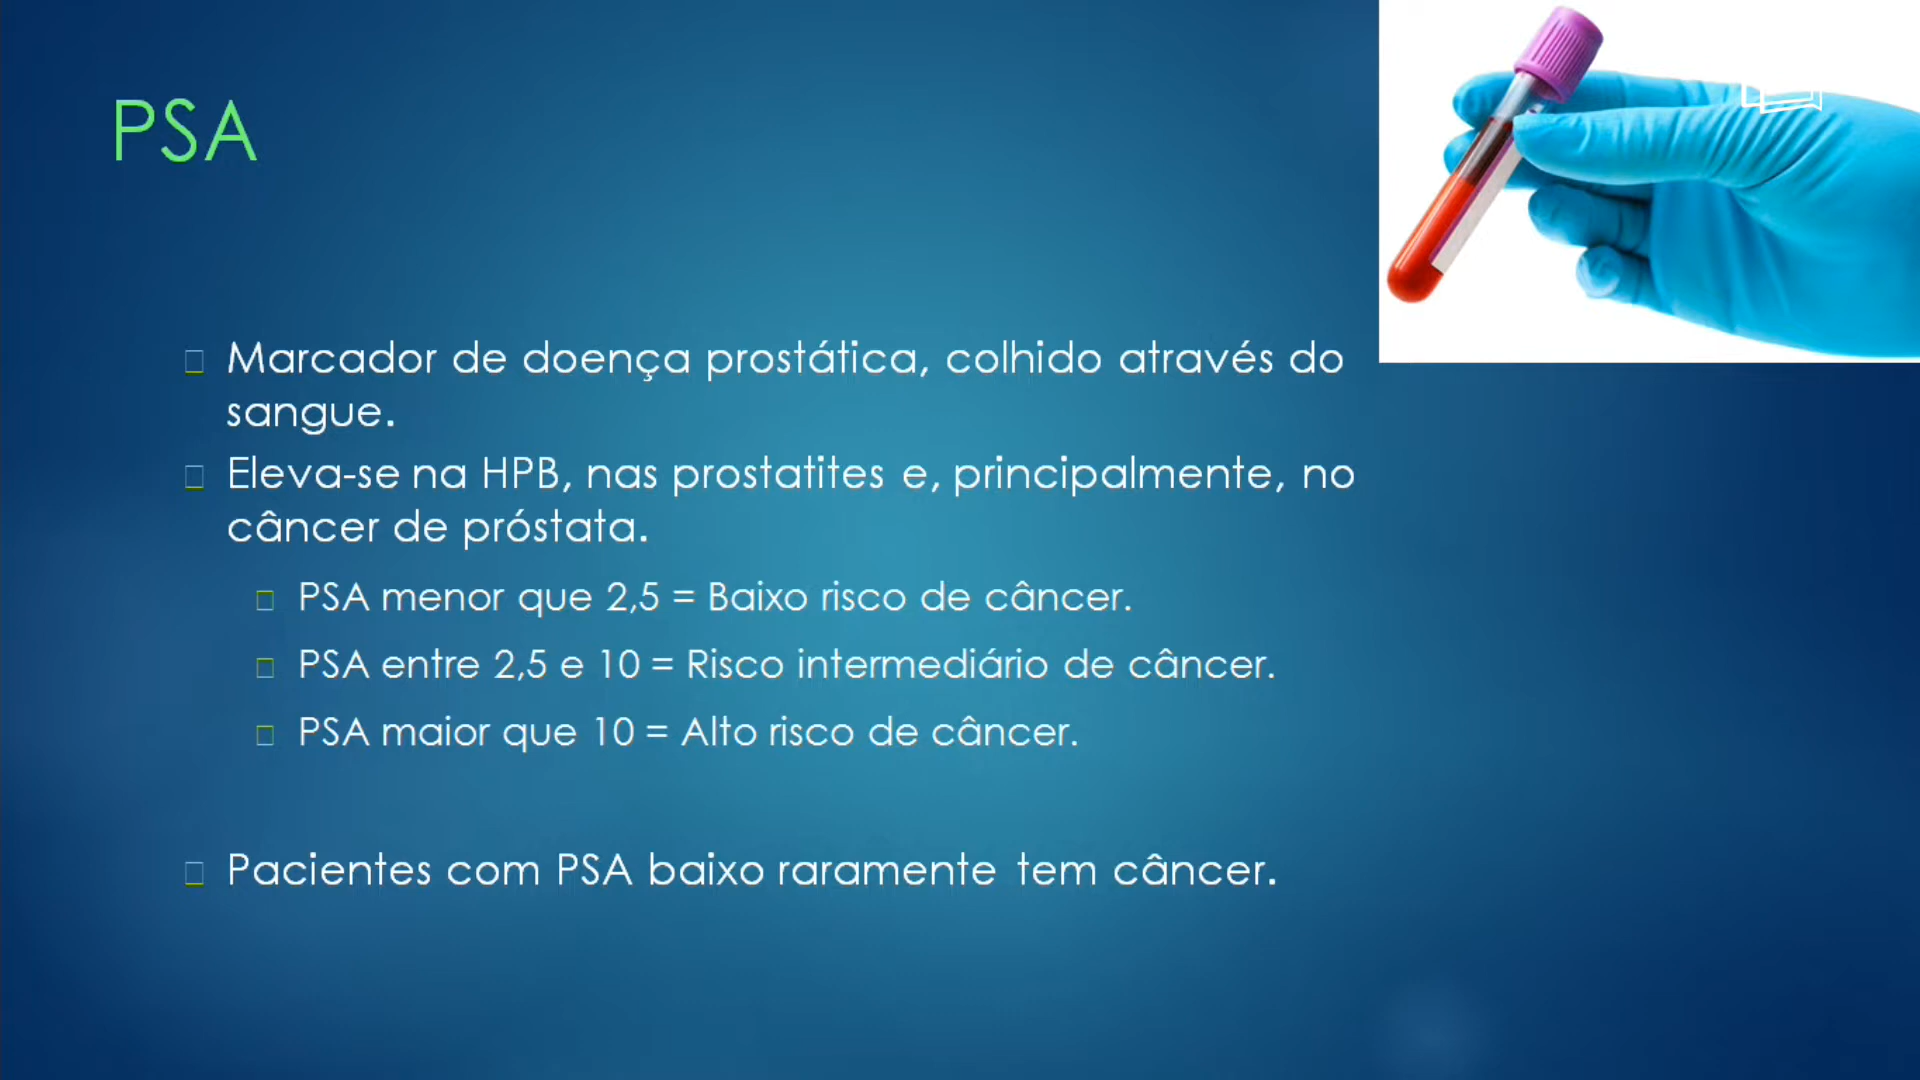 PSA
Marcador de doença prostática, colhido através do
sangue.
Eleva-se na HPB, nas prostatites e, principalmente, no
câncer de próstata.
PSA menor que 2,5 = Baixo risco de câncer.
PSA entre 2,5 e 10 = Risco intermediário de câncer.
PSA maior que 10 = Alto risco de câncer.
Pacientes com PSA baixo raramente tem câncer.